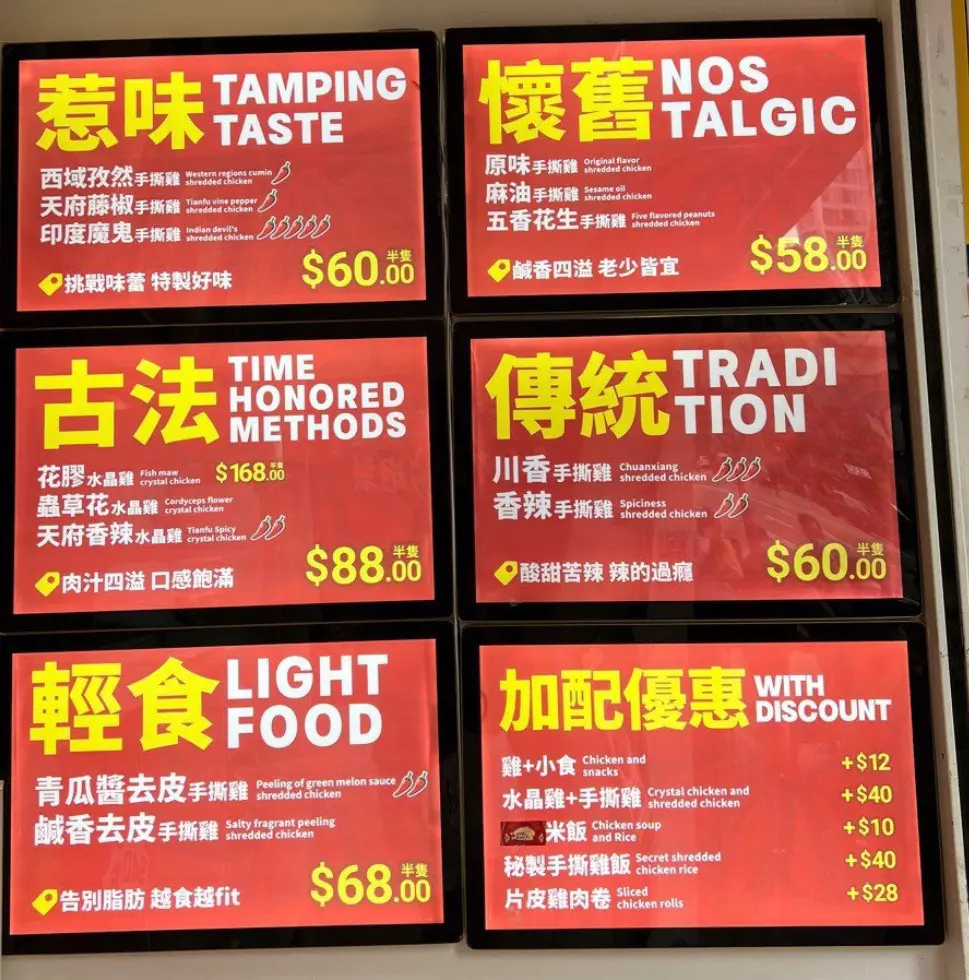 惹味 TAMPING TASTE
西域孜然手撕雞 Western regions cumin shredded chicken
天府藤椒手撕雞 Tianfu vine pepper shredded chicken
印度魔鬼手撕雞 Indian devil's shredded chicken
挑戰味蕾 特製好味 $60.00 半隻
懷舊 NOS TALGIC
原味手撕雞 Original flavor shredded chicken
麻油手撕雞 Sesame oil shredded chicken
五香花生手撕雞 Five flavored peanuts shredded chicken
鹹香四溢 老少皆宜 $58.00 半隻
古法 TIME HONORED METHODS
花膠水晶雞 Fish maw crystal chicken $168.00 半隻
蟲草花水晶雞 Cordyceps flower crystal chicken
天府香辣水晶雞 Tianfu Spicy crystal chicken
肉汁四溢 口感飽滿 $88.00 半隻
傳統 TRADI TION
川香手撕雞 Chuanxiang shredded chicken
香辣手撕雞 Spiciness shredded chicken
酸甜苦辣 辣的過癮 $60.00 半隻
輕食 LIGHT FOOD
青瓜醬去皮手撕雞 Peeling of green melon sauce shredded chicken
鹹香去皮手撕雞 Salty fragrant peeling shredded chicken
告別脂肪 越食越fit $68.00 半隻
加配優惠 WITH DISCOUNT
雞+小食 Chicken and snacks +$12
水晶雞+手撕雞 Crystal chicken and shredded chicken +$40
米飯 Chicken soup and Rice +$10
秘製手撕雞飯 Secret shredded chicken rice +$40
片皮雞肉卷 Sliced chicken rolls +$28